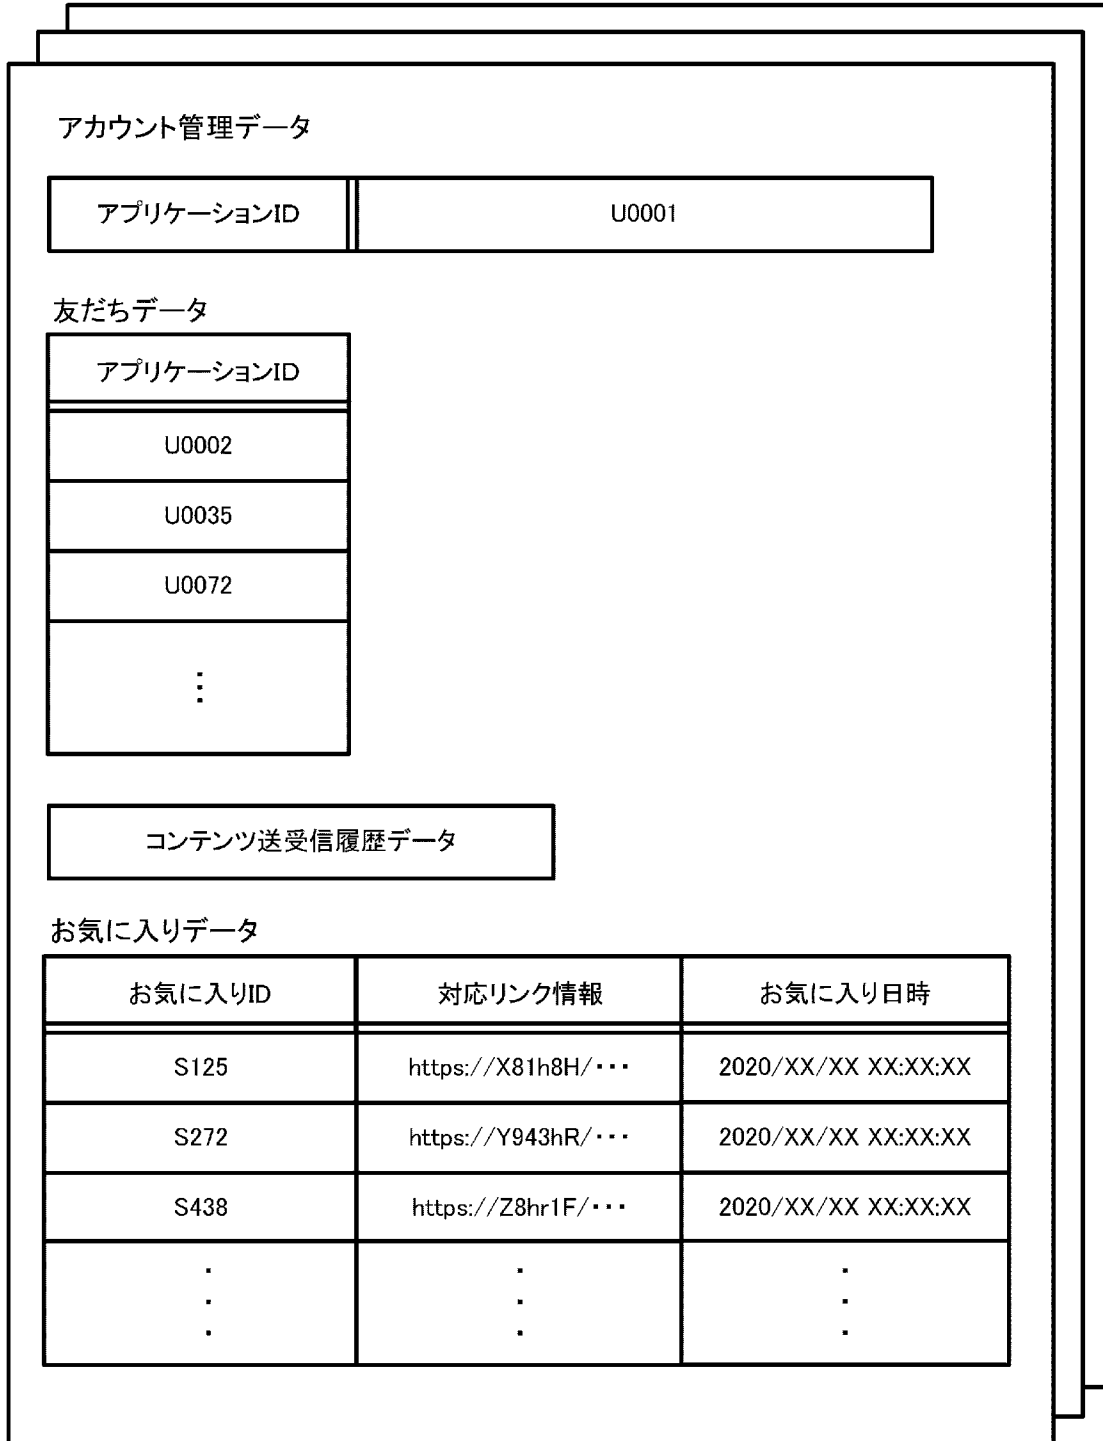 アカウント管理データ
アプリケーションID U0001
友だちデータ
アプリケーションID
U0002
U0035
U0072
⋮
コンテンツ送受信履歴データ
お気に入りデータ
お気に入りID 対応リンク情報 お気に入り日時
S125 https://X81h8H/・・・ 2020/XX/XX XX:XX:XX
S272 https://Y943hR/・・・ 2020/XX/XX XX:XX:XX
S438 https://Z8hr1F/・・・ 2020/XX/XX XX:XX:XX
・ ・ ・
・ ・ ・
・ ・ ・